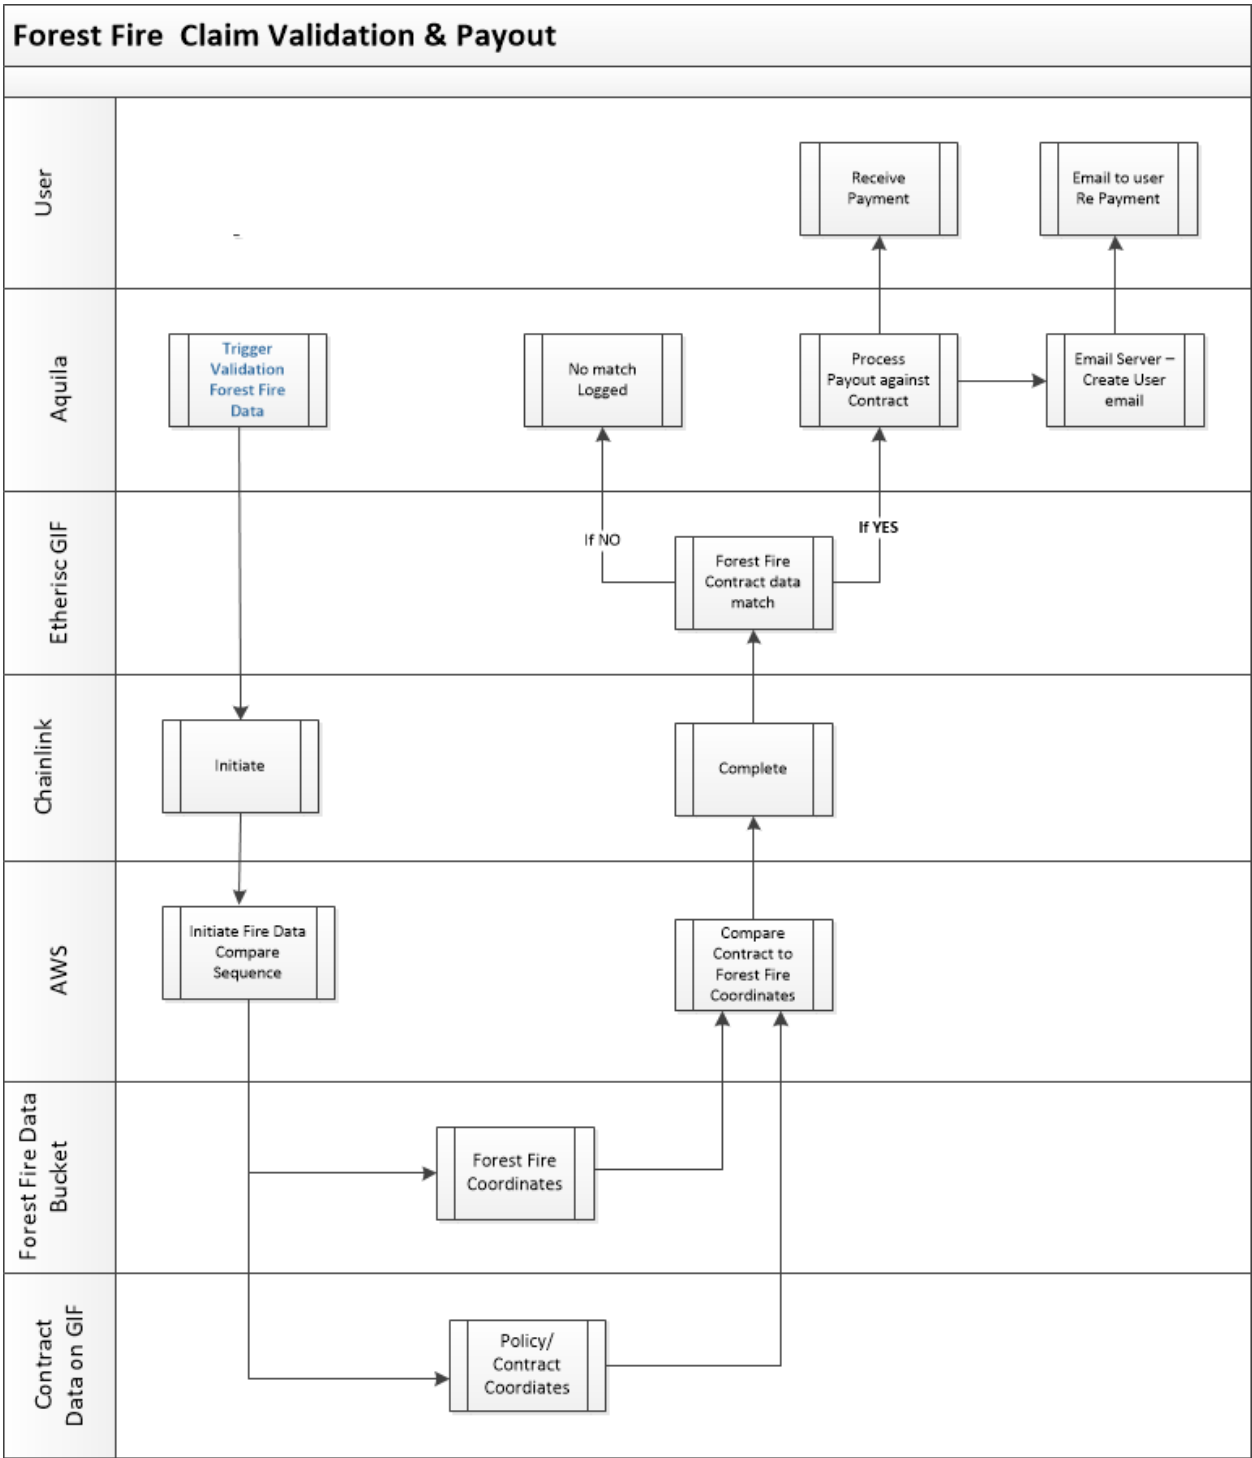 Forest Fire  Claim Validation & Payout
User
Receive
Payment
Email to user
Re Payment
-
Aquila
Trigger
Validation
Forest Fire
Data
No match
Logged
Process
Payout against
Contract
Email Server –
Create User
email
Etherisc GIF
If NO
Forest Fire
Contract data
match
If YES
Chainlink
Initiate
Complete
AWS
Initiate Fire Data
Compare
Sequence
Compare
Contract to
Forest Fire
Coordinates
Forest Fire Data
Bucket
Forest Fire
Coordinates
Contract
Data on GIF
Policy/
Contract
Coordiates